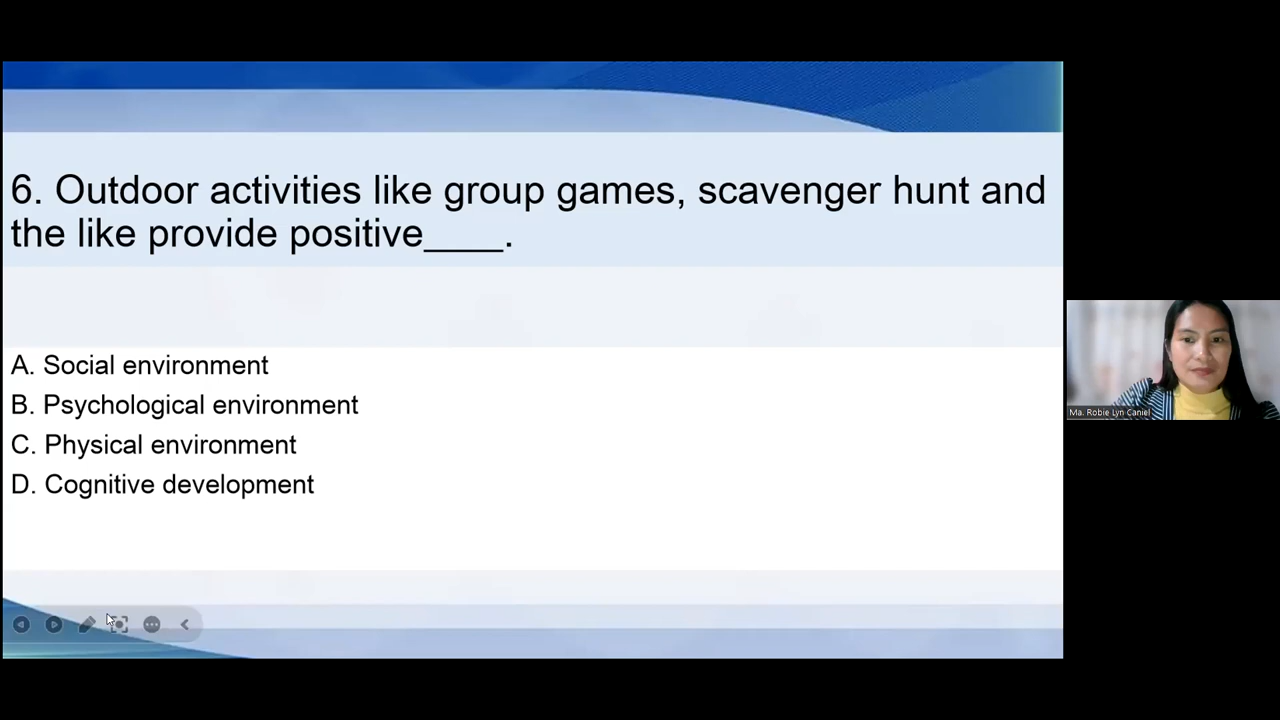 6. Outdoor activities like group games, scavenger hunt and
the like provide positive____.
A. Social environment
B. Psychological environment
C. Physical environment
D. Cognitive development
Ma. Robie Lyn Caniel